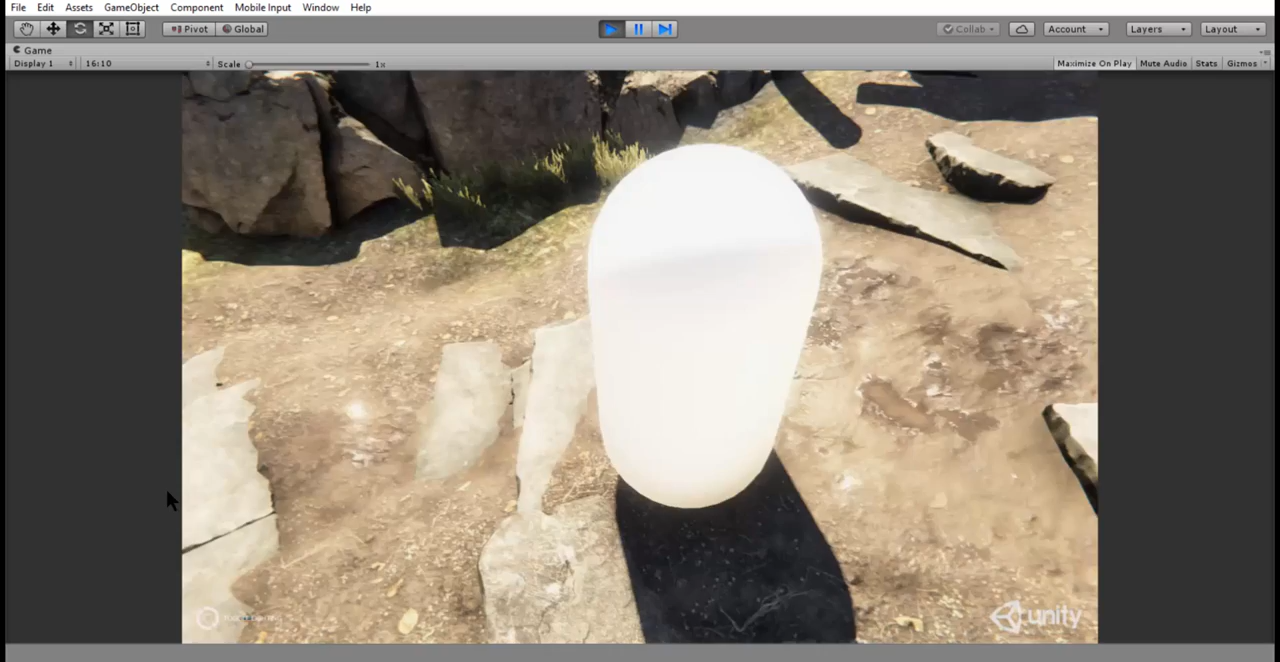 File Edit Assets GameObject Component Mobile Input Window Help
Pivot Global Collab Account Layers Layout
Game
Display 1 16:10 Scale 1x Maximize On Play Mute Audio Stats Gizmos
unity